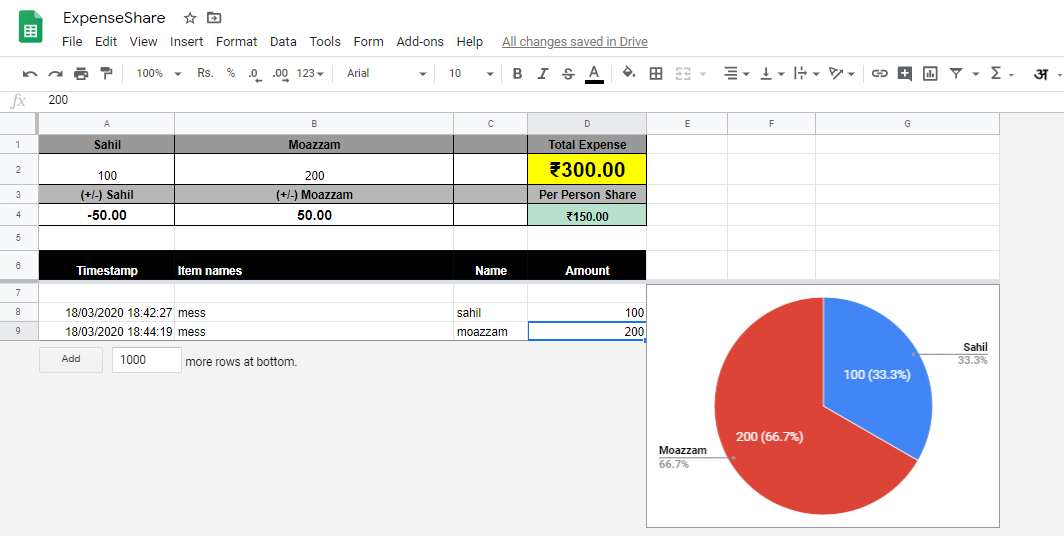 ExpenseShare
File Edit View Insert Format Data Tools Form Add-ons Help All changes saved in Drive
100% Rs. % .0 .00 123 Arial 10 B I S A Σ अ
fx 200
A B C D E F G
1 Sahil Moazzam Total Expense
2 100 200 ₹300.00
3 (+/-) Sahil (+/-) Moazzam Per Person Share
4 -50.00 50.00 ₹150.00
5
6 Timestamp Item names Name Amount
7
8 18/03/2020 18:42:27 mess sahil 100
9 18/03/2020 18:44:19 mess moazzam 200
Add 1000 more rows at bottom.
Sahil
33.3%
100 (33.3%)
200 (66.7%)
Moazzam
66.7%